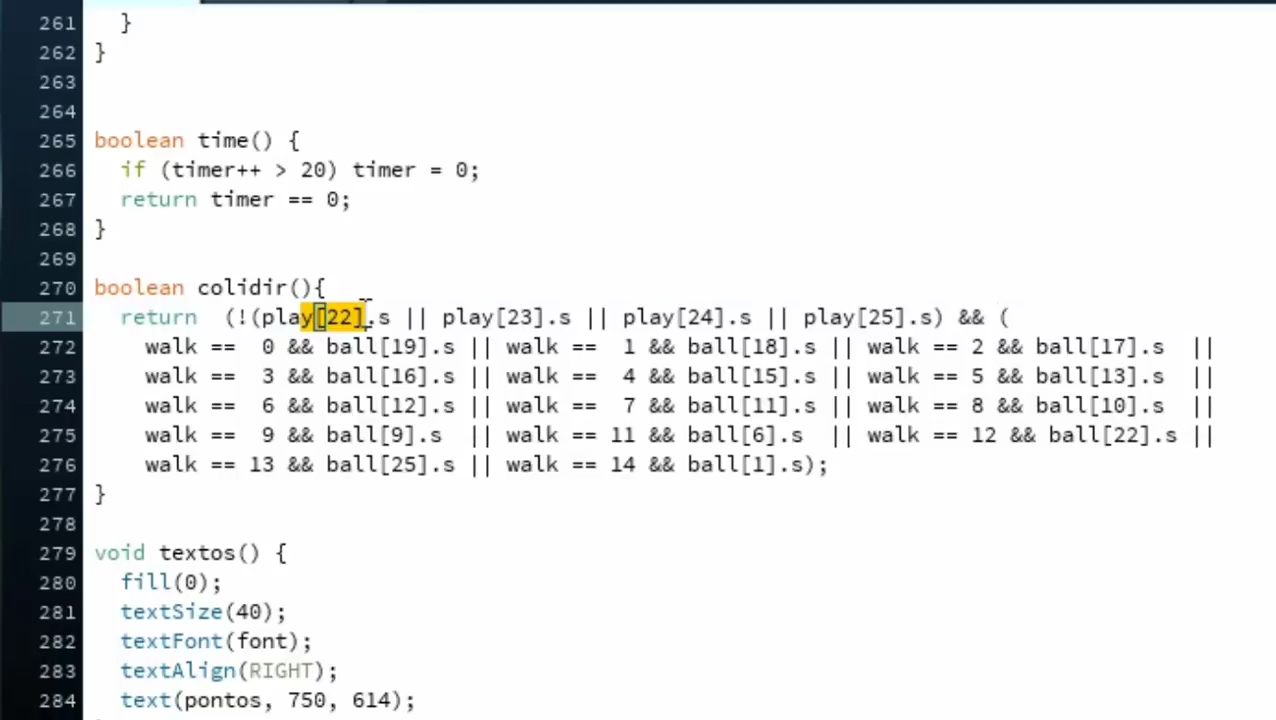 261   }
262 }
263
264
265 boolean time() {
266   if (timer++ > 20) timer = 0;
267   return timer == 0;
268 }
269
270 boolean colidir(){
271   return  (!(play[22].s || play[23].s || play[24].s || play[25].s) && (
272     walk ==  0 && ball[19].s || walk ==  1 && ball[18].s || walk == 2 && ball[17].s  ||
273     walk ==  3 && ball[16].s || walk ==  4 && ball[15].s || walk == 5 && ball[13].s  ||
274     walk ==  6 && ball[12].s || walk ==  7 && ball[11].s || walk == 8 && ball[10].s  ||
275     walk ==  9 && ball[9].s  || walk == 11 && ball[6].s  || walk == 12 && ball[22].s ||
276     walk == 13 && ball[25].s || walk == 14 && ball[1].s);
277 }
278
279 void textos() {
280   fill(0);
281   textSize(40);
282   textFont(font);
283   textAlign(RIGHT);
284   text(pontos, 750, 614);